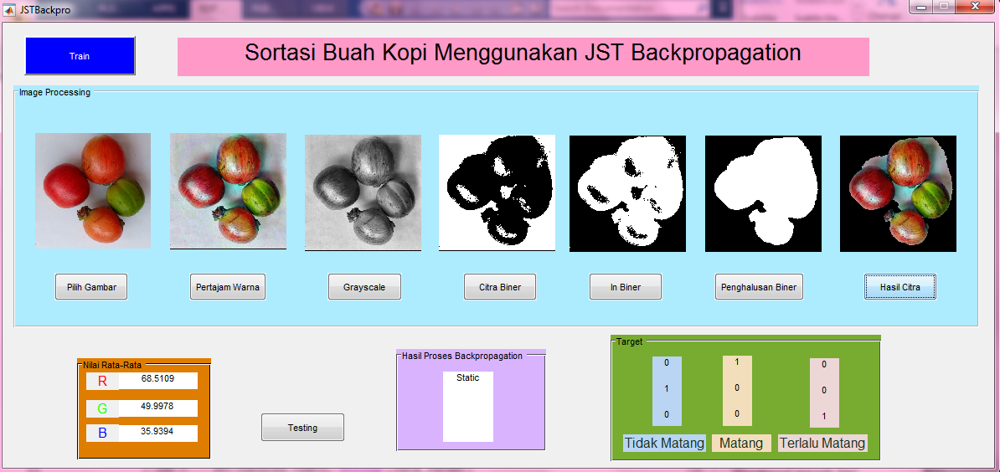 JSTBackpro
Train
Sortasi Buah Kopi Menggunakan JST Backpropagation
Image Processing
Pilih Gambar
Pertajam Warna
Grayscale
Citra Biner
In Biner
Penghalusan Biner
Hasil Citra
Nilai Rata-Rata
R 68.5109
G 49.9978
B 35.9394
Testing
Hasil Proses Backpropagation
Static
Target
0 1 0
1 0 0
0 0 1
Tidak Matang Matang Terlalu Matang